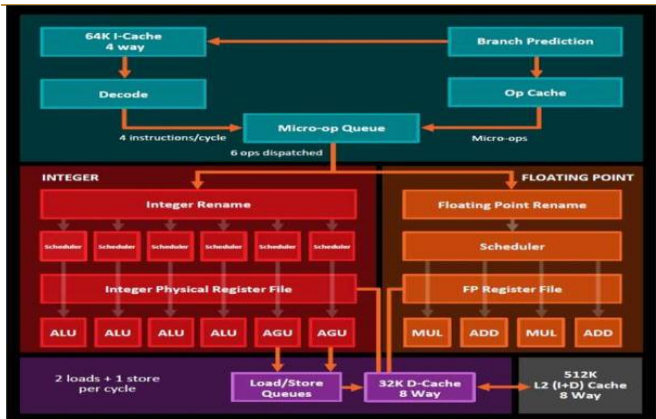 64K I-Cache
4 way
Branch Prediction
Decode
Op Cache
Micro-op Queue
4 instructions/cycle
Micro-ops
6 ops dispatched
INTEGER
FLOATING POINT
Integer Rename
Floating Point Rename
Scheduler Scheduler Scheduler Scheduler Scheduler Scheduler
Scheduler
Integer Physical Register File
FP Register File
ALU ALU ALU ALU AGU AGU
MUL ADD MUL ADD
2 loads + 1 store
per cycle
Load/Store
Queues
32K D-Cache
8 Way
512K
L2 (I+D) Cache
8 Way